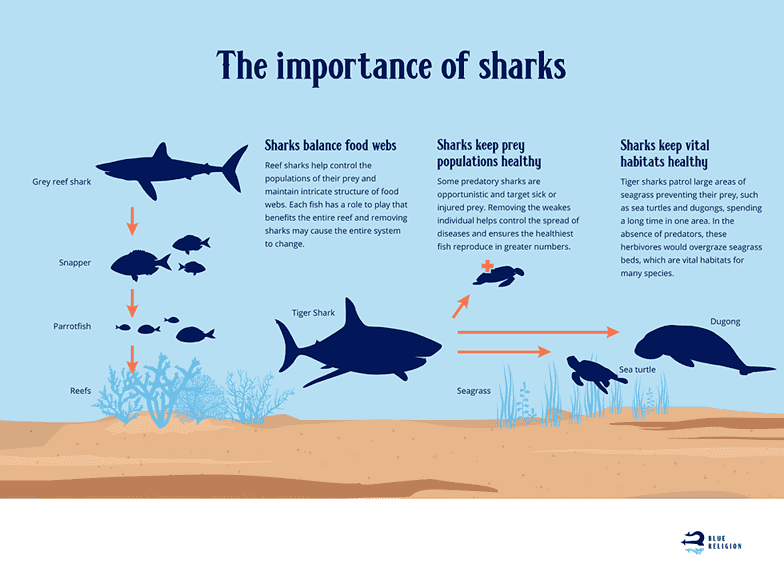 The importance of sharks
Sharks balance food webs
Reef sharks help control the
populations of their prey and
maintain intricate structure of food
webs. Each fish has a role to play that
benefits the entire reef and removing
sharks may cause the entire system
to change.
Sharks keep prey
populations healthy
Some predatory sharks are
opportunistic and target sick or
injured prey. Removing the weakes
individual helps control the spread of
diseases and ensures the healthiest
fish reproduce in greater numbers.
Sharks keep vital
habitats healthy
Tiger sharks patrol large areas of
seagrass preventing their prey, such
as sea turtles and dugongs, spending
a long time in one area. In the
absence of predators, these
herbivores would overgraze seagrass
beds, which are vital habitats for
many species.
Grey reef shark
Snapper
Parrotfish
Reefs
Tiger Shark
Seagrass
Sea turtle
Dugong
BLUE
RELIGION